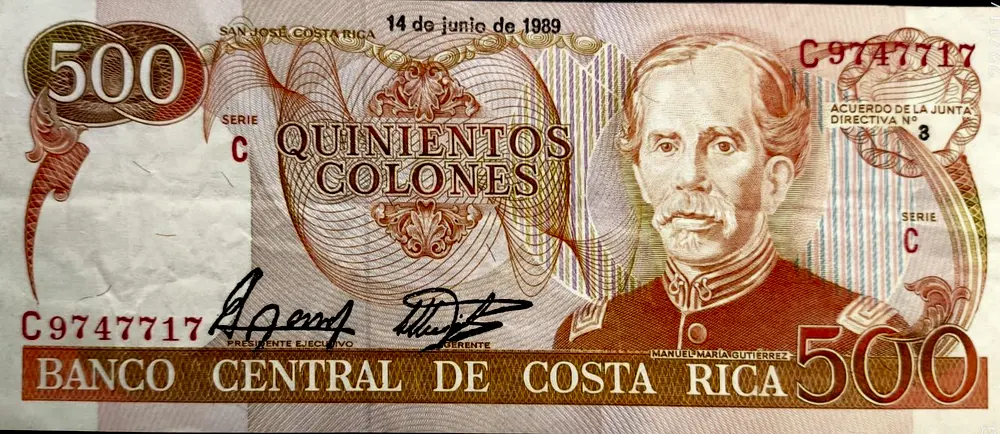 500
SAN JOSÉ, COSTA RICA
14 de junio de 1989
C9747717
ACUERDO DE LA JUNTA
DIRECTIVA Nº 3
SERIE
C
QUINIENTOS
COLONES
SERIE
C
C9747717
PRESIDENTE EJECUTIVO
GERENTE
MANUEL MARÍA GUTIÉRREZ
BANCO CENTRAL DE COSTA RICA
500